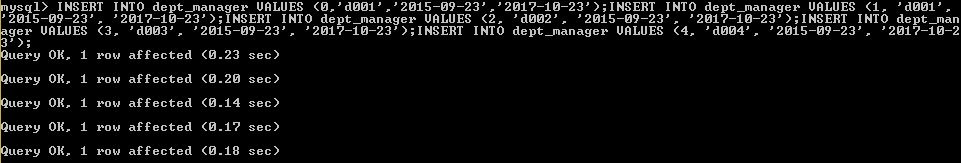 mysql> INSERT INTO dept_manager VALUES (0,'d001','2015-09-23','2017-10-23');INSERT INTO dept_manager VALUES (1, 'd001',
'2015-09-23', '2017-10-23');INSERT INTO dept_manager VALUES (2, 'd002', '2015-09-23', '2017-10-23');INSERT INTO dept_man
ager VALUES (3, 'd003', '2015-09-23', '2017-10-23');INSERT INTO dept_manager VALUES (4, 'd004', '2015-09-23', '2017-10-2
3');
Query OK, 1 row affected (0.23 sec)
Query OK, 1 row affected (0.20 sec)
Query OK, 1 row affected (0.14 sec)
Query OK, 1 row affected (0.17 sec)
Query OK, 1 row affected (0.18 sec)